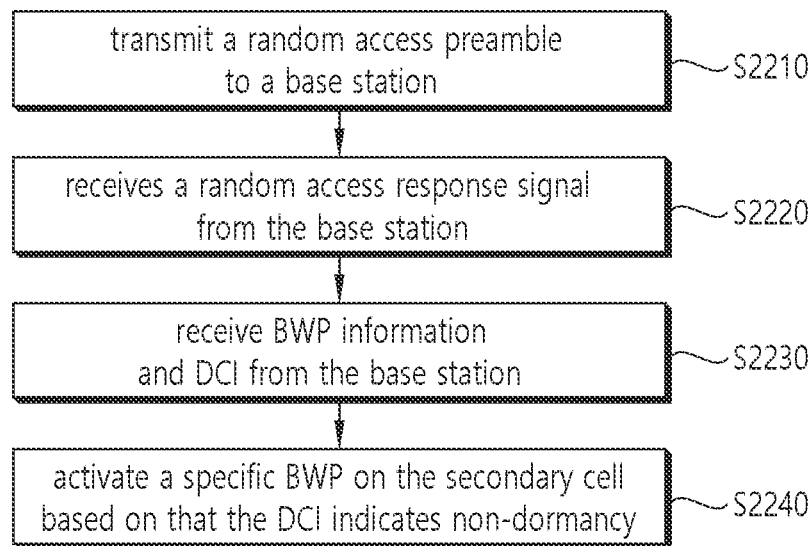 transmit a random access preamble
to a base station
S2210
receives a random access response signal
from the base station
S2220
receive BWP information
and DCI from the base station
S2230
activate a specific BWP on the secondary cell
based on that the DCI indicates non-dormancy
S2240